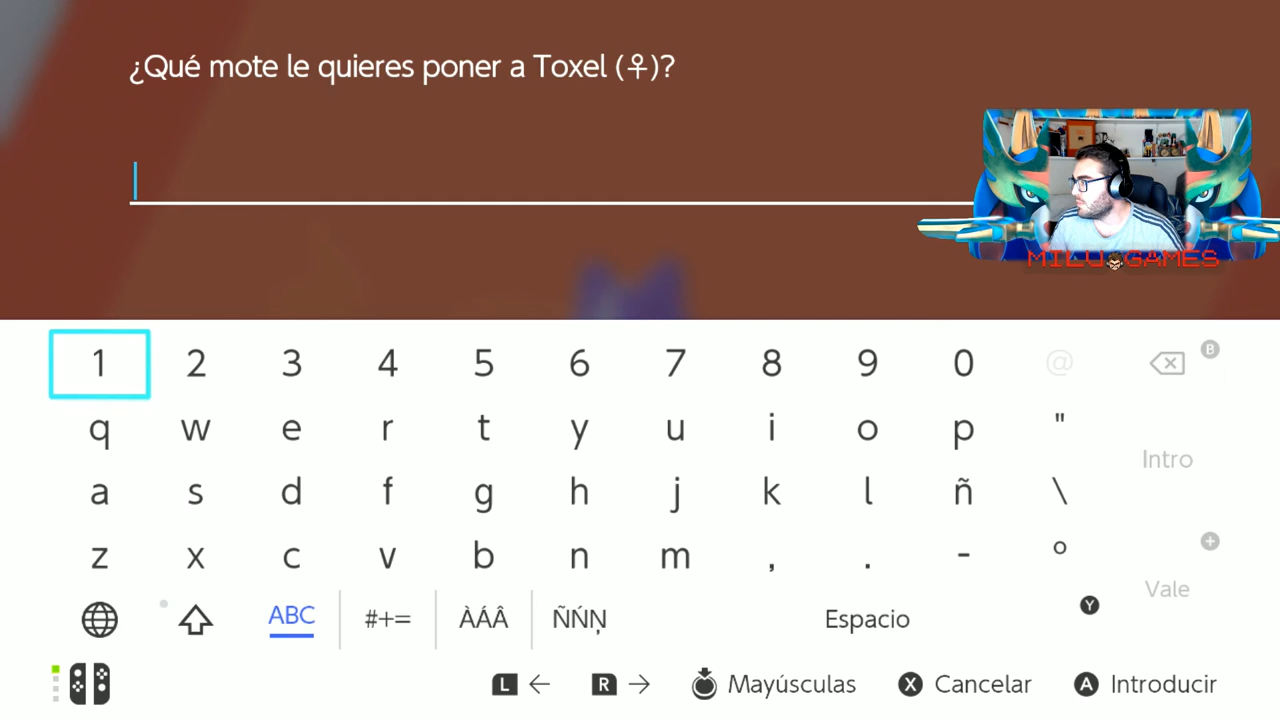 ¿Qué mote le quieres poner a Toxel (♀)?
MILU GAMES
1 2 3 4 5 6 7 8 9 0 @ B
q w e r t y u i o p "
Intro
a s d f g h j k l ñ \
z x c v b n m , . - º +
Vale
ABC #+= ÀÁÂ ÑŃŅ Espacio Y
L ← R → Mayúsculas X Cancelar A Introducir